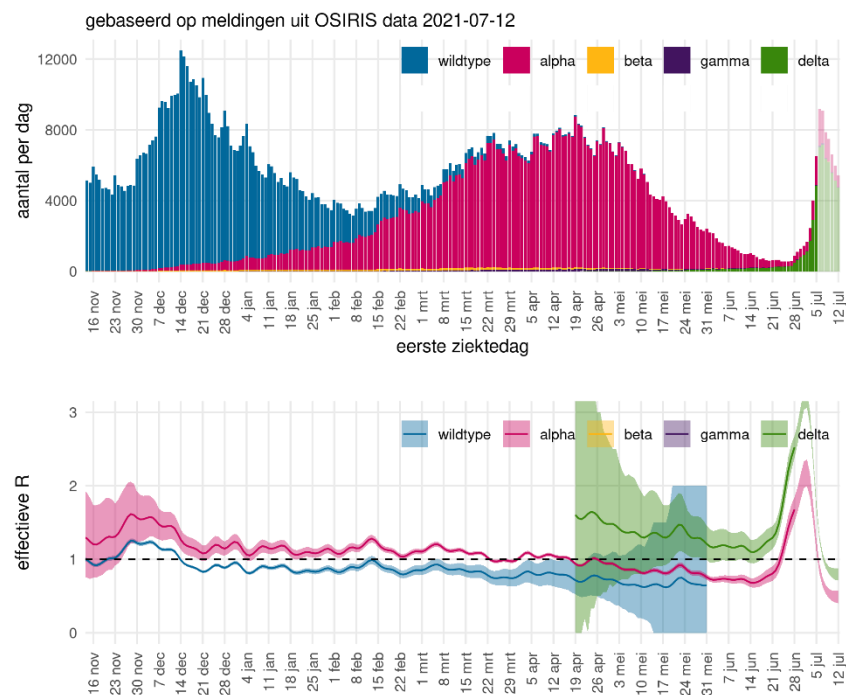 gebaseerd op meldingen uit OSIRIS data 2021-07-12
wildtype alpha beta gamma delta
aantal per dag
12000
8000
4000
0
16 nov 23 nov 30 nov 7 dec 14 dec 21 dec 28 dec 4 jan 11 jan 18 jan 25 jan 1 feb 8 feb 15 feb 22 feb 1 mrt 8 mrt 15 mrt 22 mrt 29 mrt 5 apr 12 apr 19 apr 26 apr 3 mei 10 mei 17 mei 24 mei 31 mei 7 jun 14 jun 21 jun 28 jun 5 jul 12 jul
eerste ziektedag
wildtype alpha beta gamma delta
effectieve R
3
2
1
0
16 nov 23 nov 30 nov 7 dec 14 dec 21 dec 28 dec 4 jan 11 jan 18 jan 25 jan 1 feb 8 feb 15 feb 22 feb 1 mrt 8 mrt 15 mrt 22 mrt 29 mrt 5 apr 12 apr 19 apr 26 apr 3 mei 10 mei 17 mei 24 mei 31 mei 7 jun 14 jun 21 jun 28 jun 5 jul 12 jul